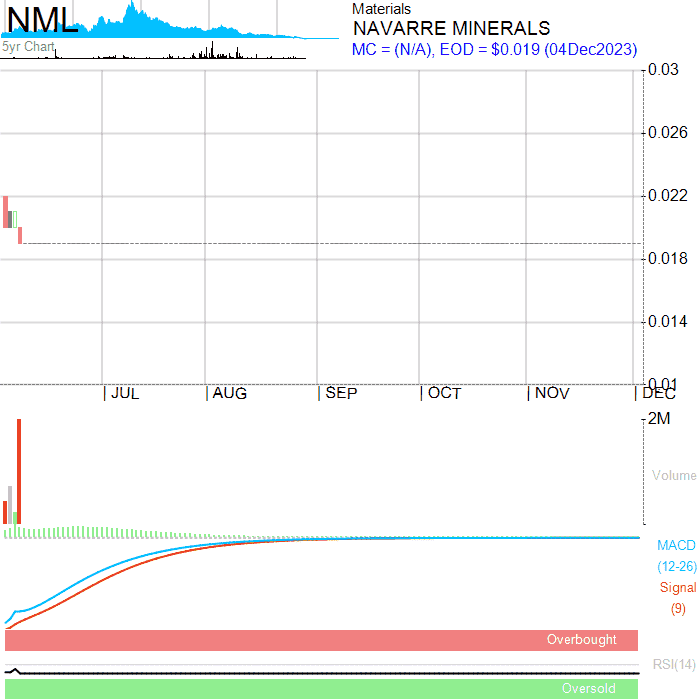 NML
5yr Chart
Materials
NAVARRE MINERALS
MC = (N/A), EOD = $0.019 (04Dec2023)
0.03
0.026
0.022
0.018
0.014
0.01
JUL AUG SEP OCT NOV DEC
2M
Volume
MACD
(12-26)
Signal
(9)
Overbought
RSI(14)
Oversold